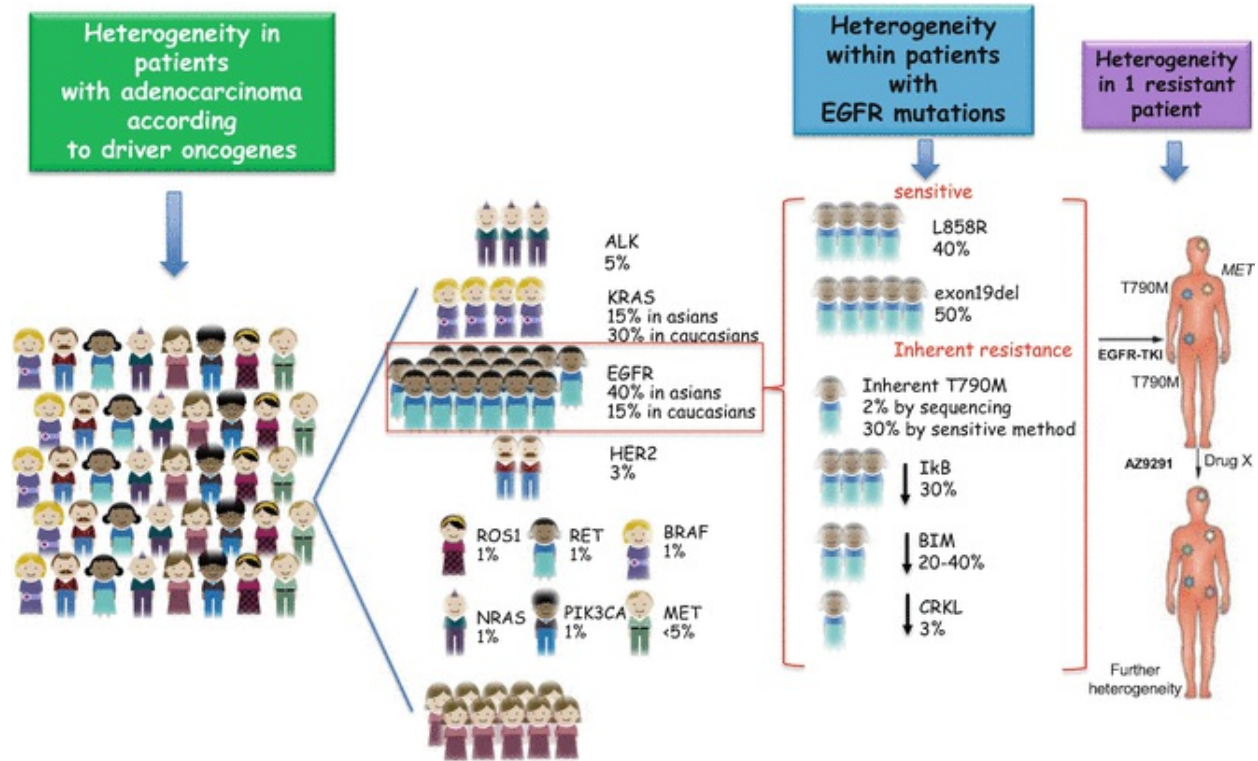 Heterogeneity in
patients
with adenocarcinoma
according
to driver oncogenes
Heterogeneity
within patients
with
EGFR mutations
Heterogeneity
in 1 resistant
patient
ALK
5%
KRAS
15% in asians
30% in caucasians
EGFR
40% in asians
15% in caucasians
HER2
3%
ROS1
1%
RET
1%
BRAF
1%
NRAS
1%
PIK3CA
1%
MET
<5%
sensitive
L858R
40%
exon19del
50%
Inherent resistance
Inherent T790M
2% by sequencing
30% by sensitive method
IkB
30%
BIM
20-40%
CRKL
3%
EGFR-TKI
MET
T790M
T790M
AZ9291
Drug X
Further
heterogeneity